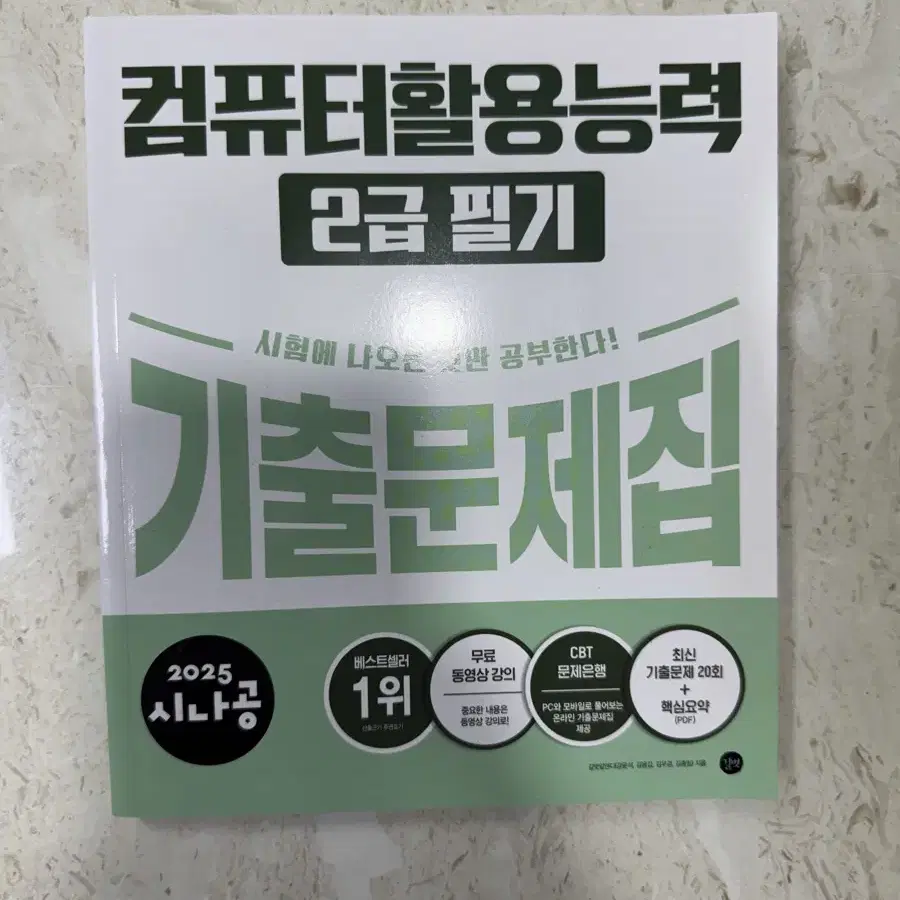 컴퓨터활용능력
2급 필기
시험에 나오는 것만 공부한다!
기출문제집
2025
시나공
베스트셀러
1위
무료
동영상 강의
중요한 내용은
동영상 강의로!
CBT
문제은행
PC와 모바일로 풀어보는
온라인 기출문제집
제공
최신
기출문제 20회
+
핵심요약
(PDF)
지음
길벗